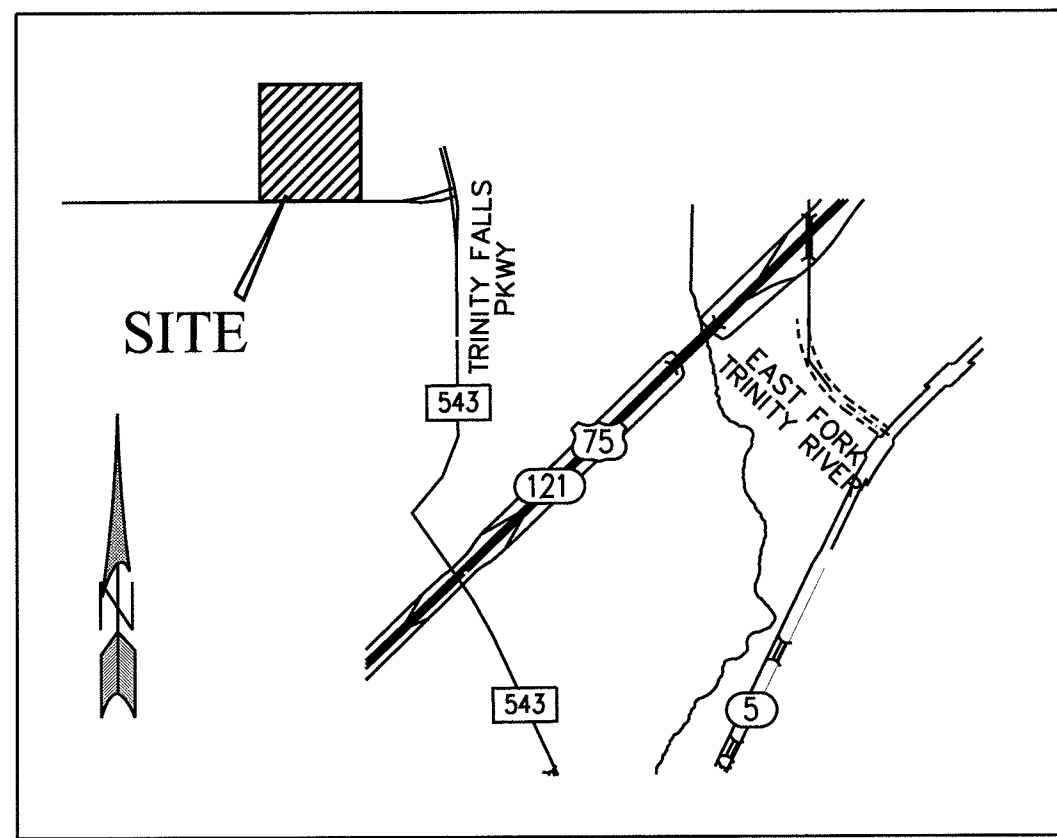 TRINITY FALLS
PKWY
SITE
543
EAST FORK
TRINITY RIVER
75
121
N
543
5